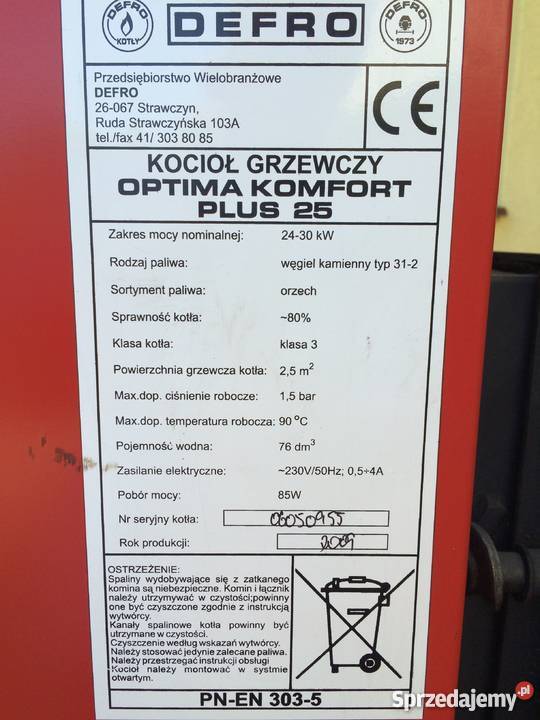 DEFRO
KOTŁY
DEFRO
DEFRO
1973
Przedsiębiorstwo Wielobranżowe
DEFRO
26-067 Strawczyn,
Ruda Strawczyńska 103A
tel./fax 41/ 303 80 85
CE
KOCIOŁ GRZEWCZY
OPTIMA KOMFORT
PLUS 25
Zakres mocy nominalnej: 24-30 kW
Rodzaj paliwa: węgiel kamienny typ 31-2
Sortyment paliwa: orzech
Sprawność kotła: ~80%
Klasa kotła: klasa 3
Powierzchnia grzewcza kotła: 2,5 m²
Max.dop. ciśnienie robocze: 1,5 bar
Max.dop. temperatura robocza: 90 °C
Pojemność wodna: 76 dm³
Zasilanie elektryczne: ~230V/50Hz; 0,5÷4A
Pobór mocy: 85W
Nr seryjny kotła: 06050955
Rok produkcji: 2009
OSTRZEŻENIE:
Spaliny wydobywające się z zatkanego
komina są niebezpieczne. Komin i łącznik
należy utrzymywać w czystości;powinny
one być czyszczone zgodnie z instrukcją
wytwórcy.
Kanały spalinowe kotła powinny być
utrzymane w czystości.
Czyszczenie według wskazań wytwórcy.
Należy stosować jedynie zalecane paliwa.
Należy przestrzegać instrukcji obsługi
Kocioł należy montować w systmie
otwartym.
PN-EN 303-5
Sprzedajemy.pl